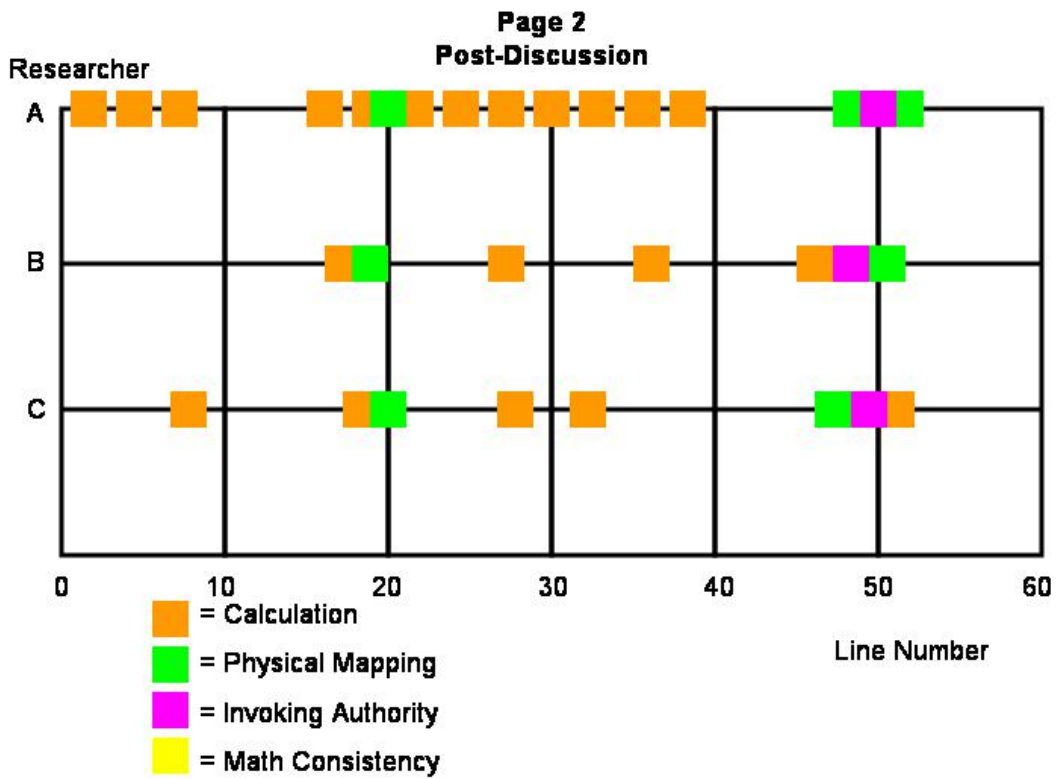 Page 2
Post-Discussion
Researcher
A
B
C
0 10 20 30 40 50 60
= Calculation
= Physical Mapping
Line Number
= Invoking Authority
= Math Consistency